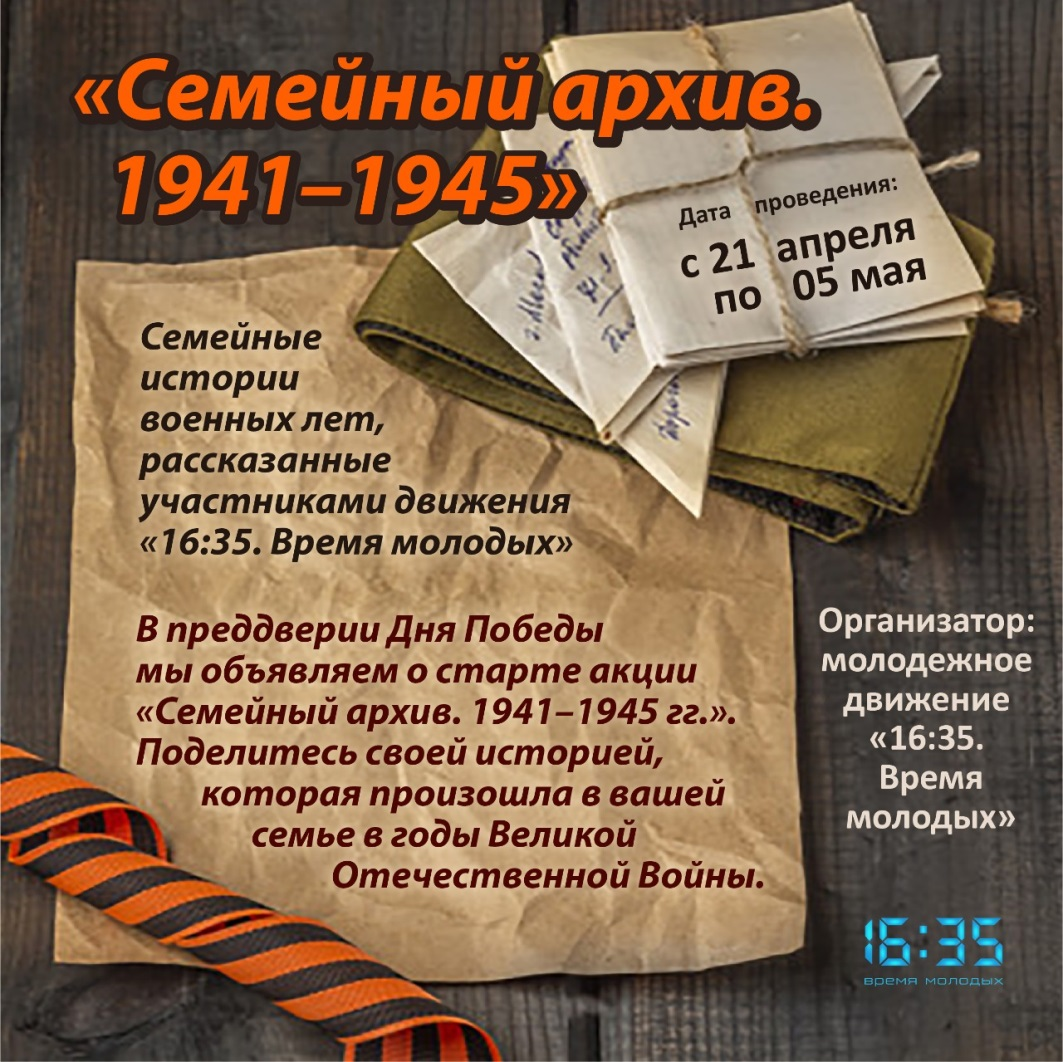 «Семейный архив.
1941–1945»
Дата проведения:
с 21 апреля
по 05 мая
Семейные
истории
военных лет,
рассказанные
участниками движения
«16:35. Время молодых»
В преддверии Дня Победы
мы объявляем о старте акции
«Семейный архив. 1941–1945 гг.».
Поделитесь своей историей,
которая произошла в вашей
семье в годы Великой
Отечественной Войны.
Организатор:
молодежное
движение
«16:35.
Время
молодых»
16:35
время молодых